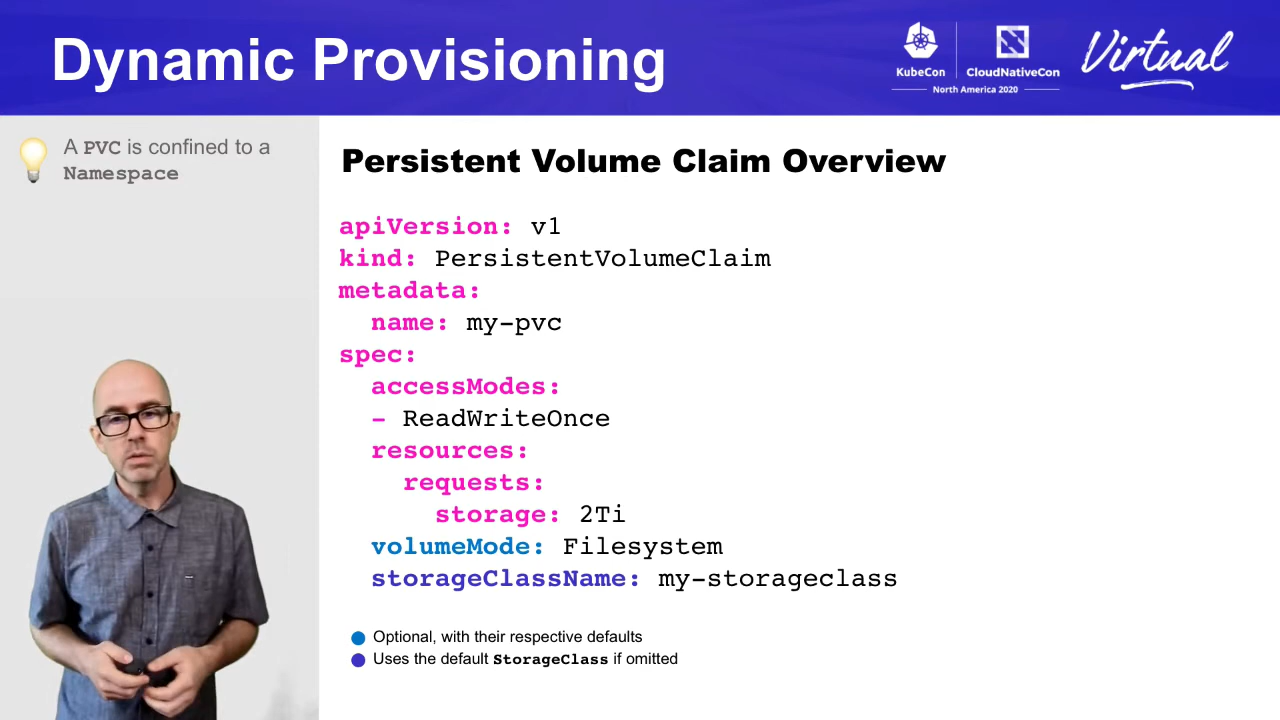 Dynamic Provisioning
KubeCon
CloudNativeCon
North America 2020
Virtual
A PVC is confined to a
Namespace
Persistent Volume Claim Overview
apiVersion: v1
kind: PersistentVolumeClaim
metadata:
  name: my-pvc
spec:
  accessModes:
  - ReadWriteOnce
  resources:
    requests:
      storage: 2Ti
  volumeMode: Filesystem
  storageClassName: my-storageclass
Optional, with their respective defaults
Uses the default StorageClass if omitted